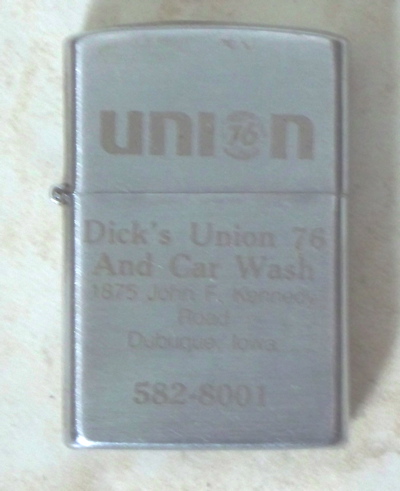 union
76
Dick's Union 76
And Car Wash
1875 John F. Kennedy
Road
Dubuque, Iowa
582-8001